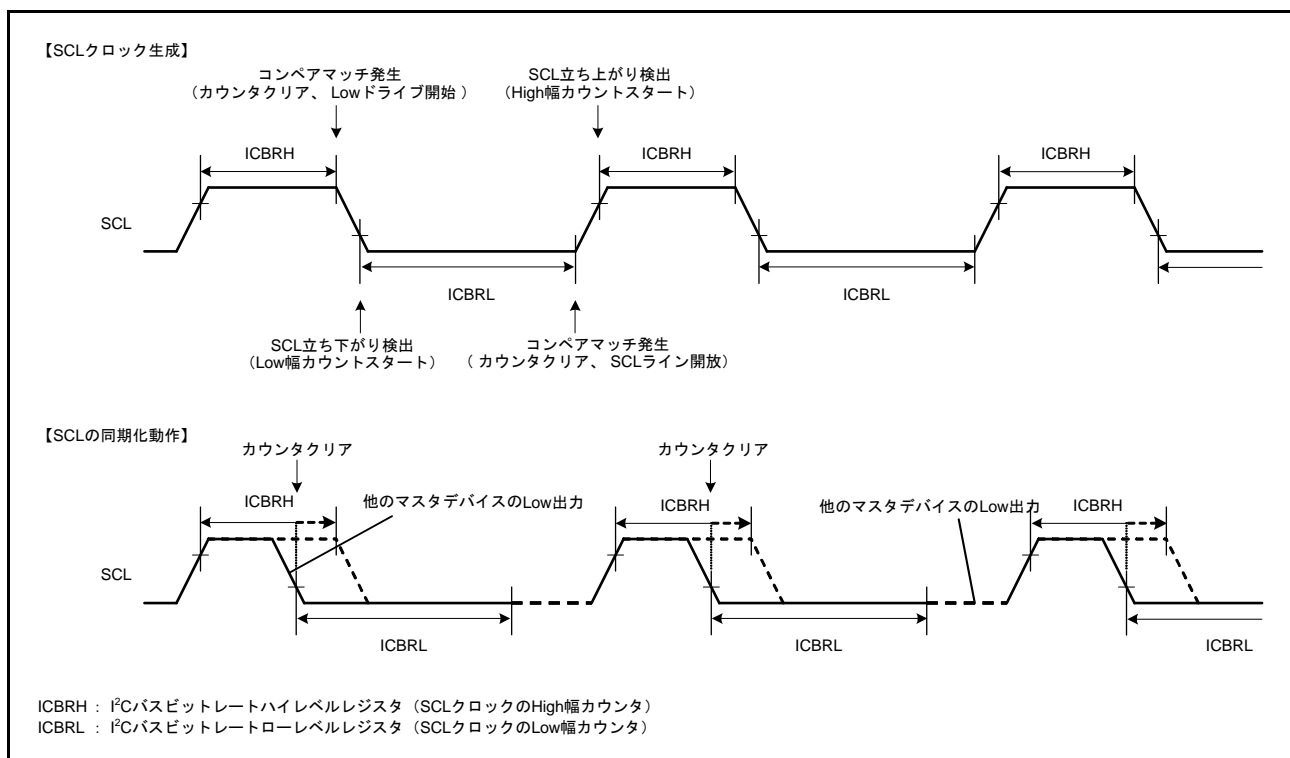 【SCLクロック生成】
コンペアマッチ発生
（カウンタクリア、 Lowドライブ開始 ）
SCL立ち上がり検出
（High幅カウントスタート）
ICBRH
ICBRH
ICBRH
SCL
ICBRL
ICBRL
SCL立ち下がり検出
（Low幅カウントスタート）
コンペアマッチ発生
（ カウンタクリア、 SCLライン開放）
【SCLの同期化動作】
カウンタクリア
カウンタクリア
ICBRH
他のマスタデバイスのLow出力
ICBRH
他のマスタデバイスのLow出力
ICBRH
SCL
ICBRL
ICBRL
ICBRL
ICBRH ： I²Cバスビットレートハイレベルレジスタ（SCLクロックのHigh幅カウンタ）
ICBRL ： I²Cバスビットレートローレベルレジスタ（SCLクロックのLow幅カウンタ）